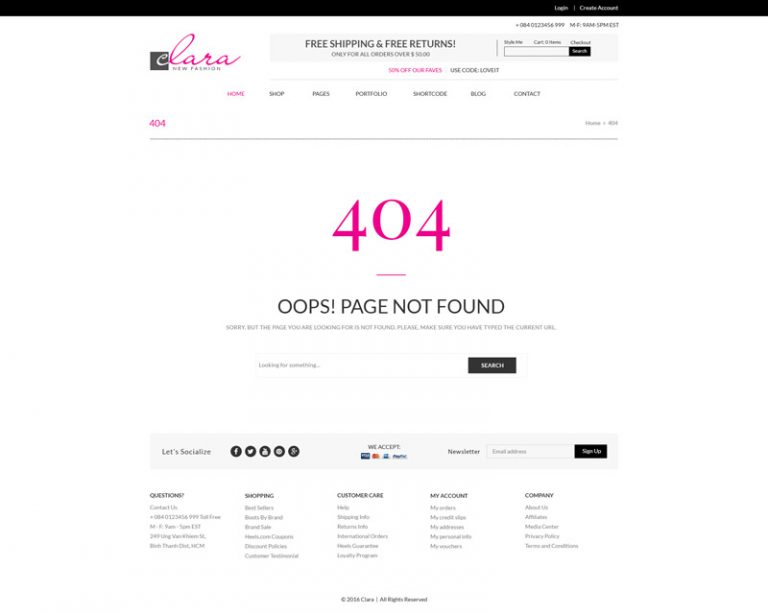 Login | Create Account
+ 084 0123456 999 M-F: 9AM-5PM EST
clara
NEW FASHION
FREE SHIPPING & FREE RETURNS!
ONLY FOR ALL ORDERS OVER $ 50.00
Style Me Cart: 0 Items Checkout
Search
50% OFF OUR FAVES | USE CODE: LOVEIT
HOME SHOP PAGES PORTFOLIO SHORTCODE BLOG CONTACT
404
Home > 404
404
OOPS! PAGE NOT FOUND
SORRY, BUT THE PAGE YOU ARE LOOKING FOR IS NOT FOUND. PLEASE, MAKE SURE YOU HAVE TYPED THE CURRENT URL.
Looking for something... SEARCH
Let's Socialize
WE ACCEPT:
VISA PayPal
Newsletter Email address Sign Up
QUESTIONS?
Contact Us
+ 084 0123456 999 Toll Free
M - F: 9am - 5pm EST
249 Ung Van Khiem St,
Binh Thanh Dist, HCM
SHOPPING
Best Sellers
Boots By Brand
Brand Sale
Heels.com Coupons
Discount Policies
Customer Testimonial
CUSTOMER CARE
Help
Shipping Info
Returns Info
International Orders
Heels Guarantee
Loyalty Program
MY ACCOUNT
My orders
My credit slips
My addresses
My personal info
My vouchers
COMPANY
About Us
Affiliates
Media Center
Privacy Policy
Terms and Conditions
© 2016 Clara | All Rights Reserved